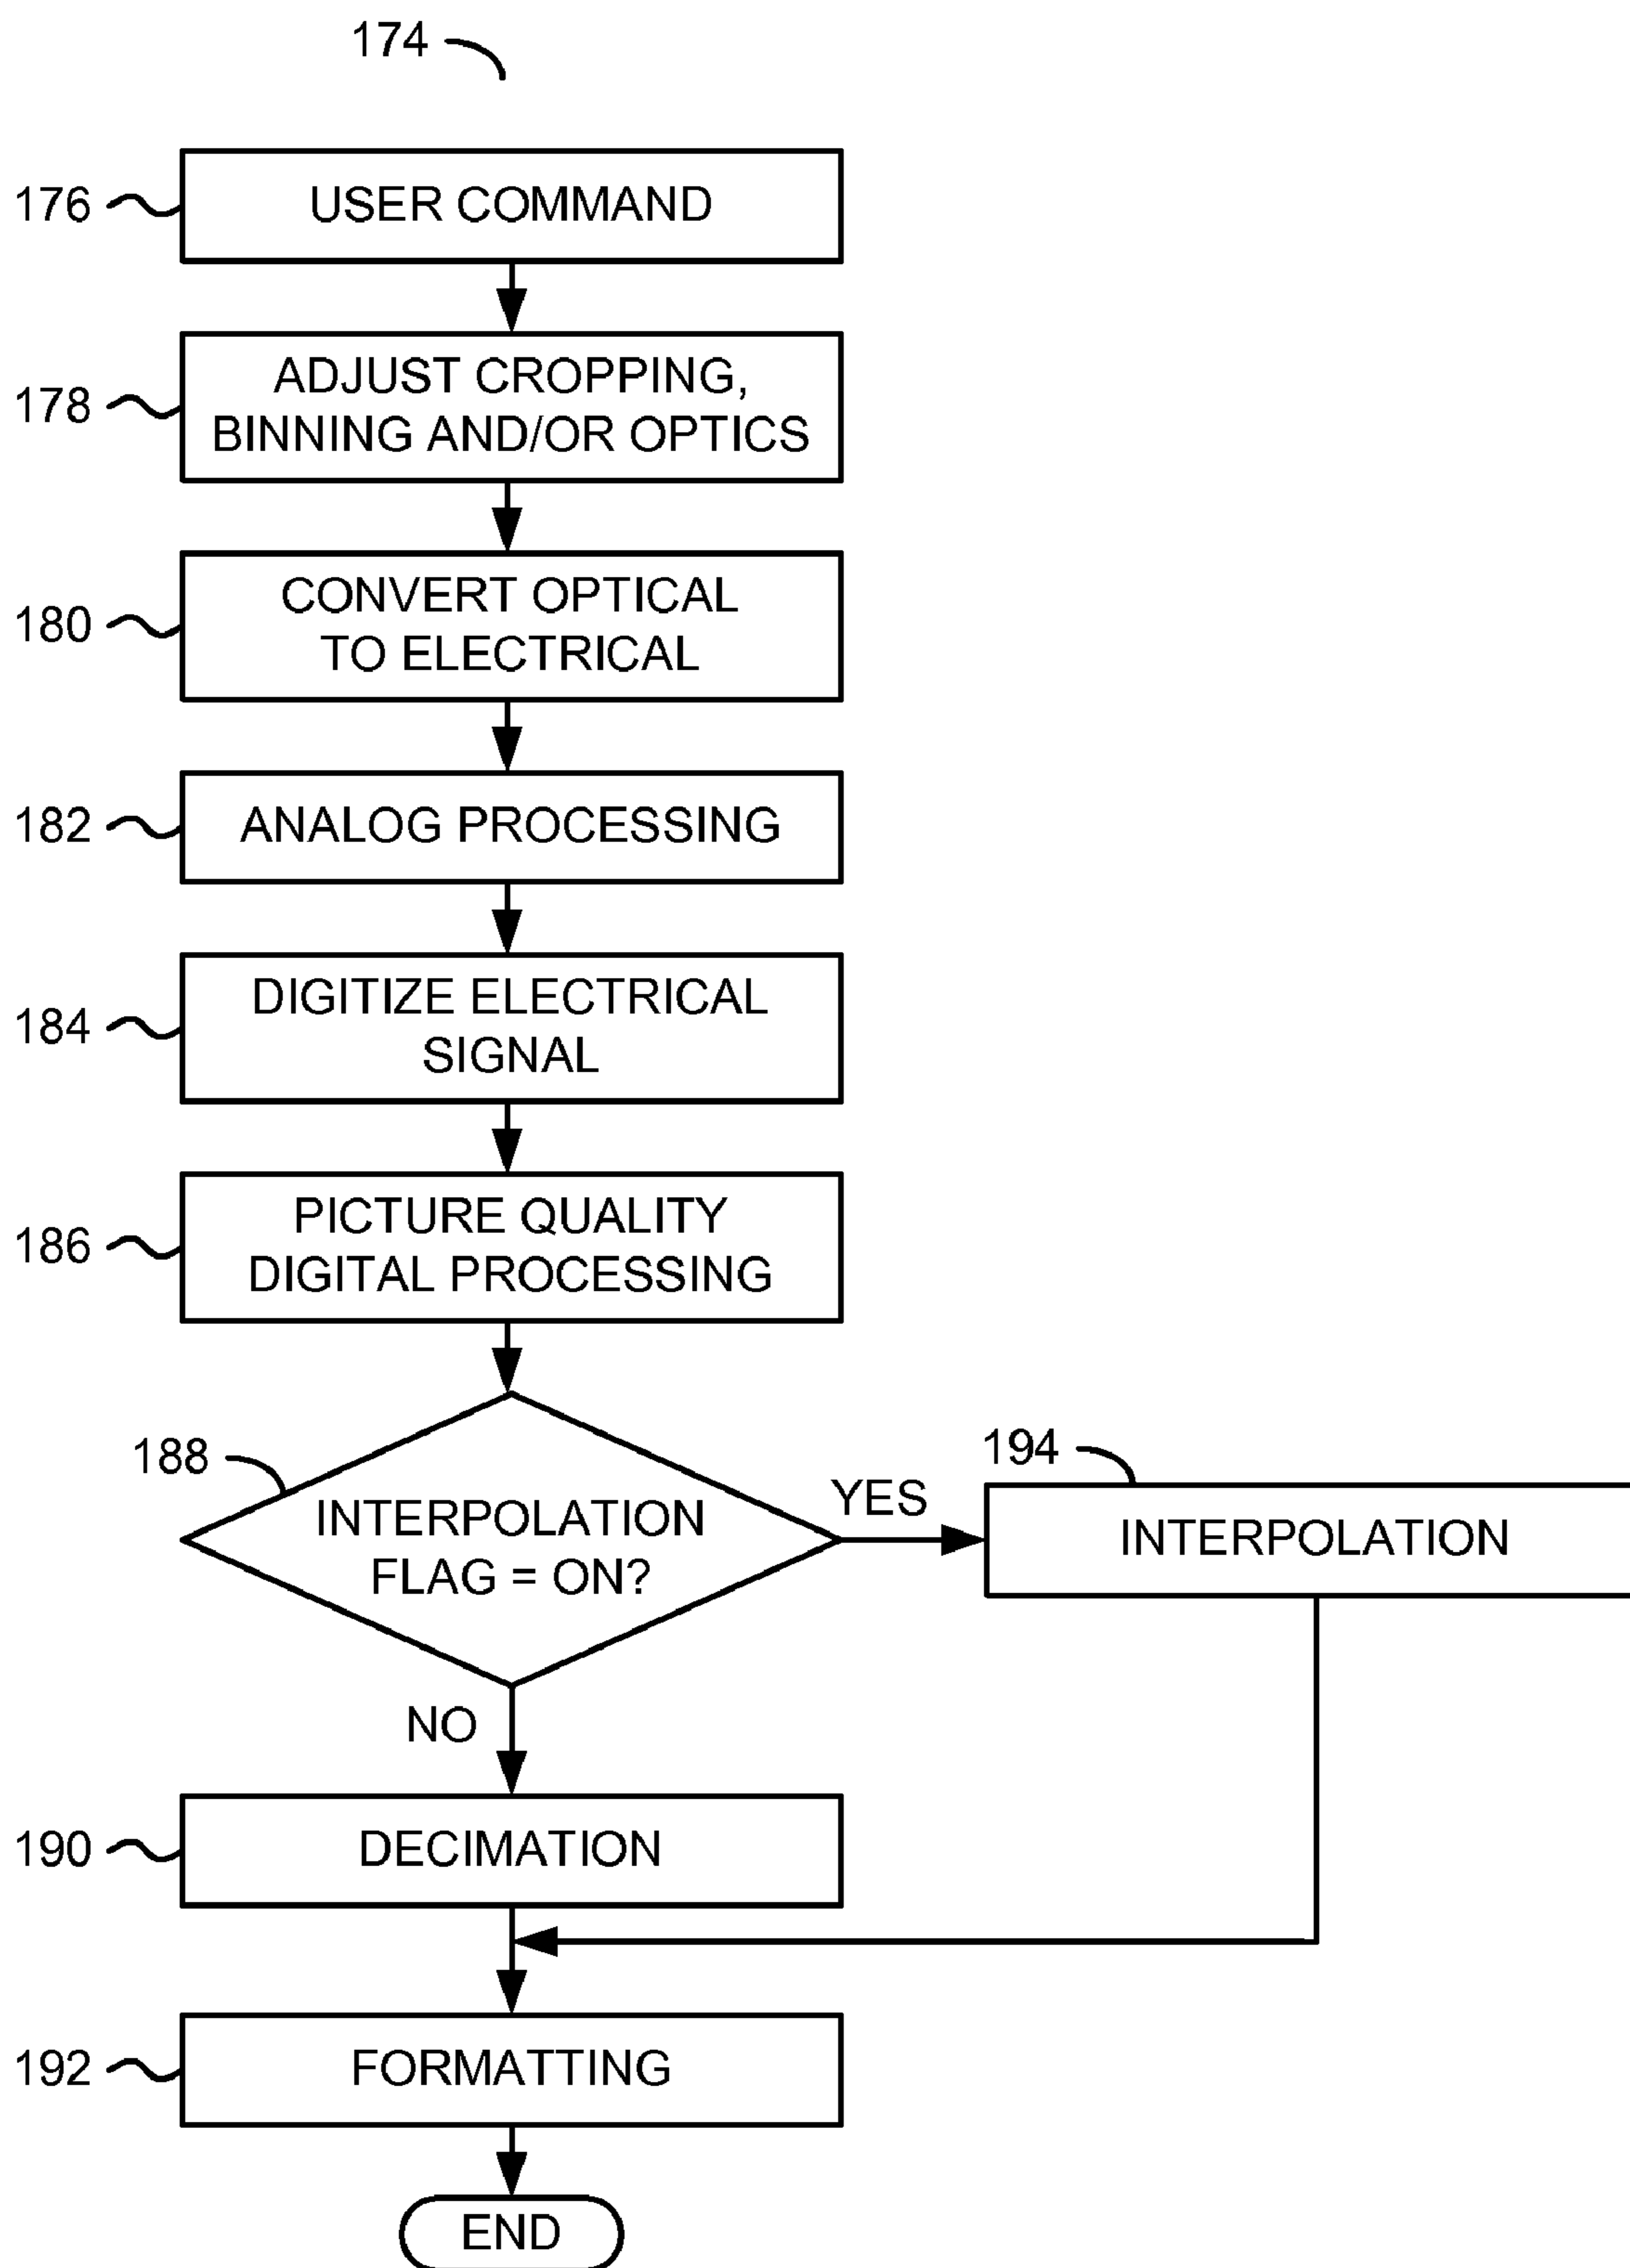 174
176
USER COMMAND
178
ADJUST CROPPING,
BINNING AND/OR OPTICS
180
CONVERT OPTICAL
TO ELECTRICAL
182
ANALOG PROCESSING
184
DIGITIZE ELECTRICAL
SIGNAL
186
PICTURE QUALITY
DIGITAL PROCESSING
188
INTERPOLATION
FLAG = ON?
YES
194
INTERPOLATION
NO
190
DECIMATION
192
FORMATTING
END